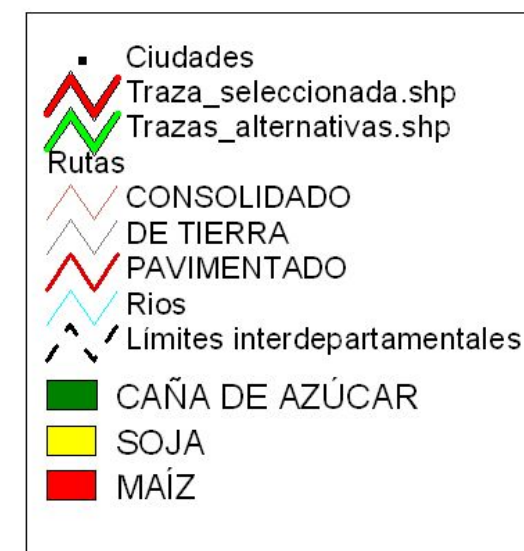 Ciudades
Traza_seleccionada.shp
Trazas_alternativas.shp
Rutas
CONSOLIDADO
DE TIERRA
PAVIMENTADO
Rios
Límites interdepartamentales
CAÑA DE AZÚCAR
SOJA
MAÍZ